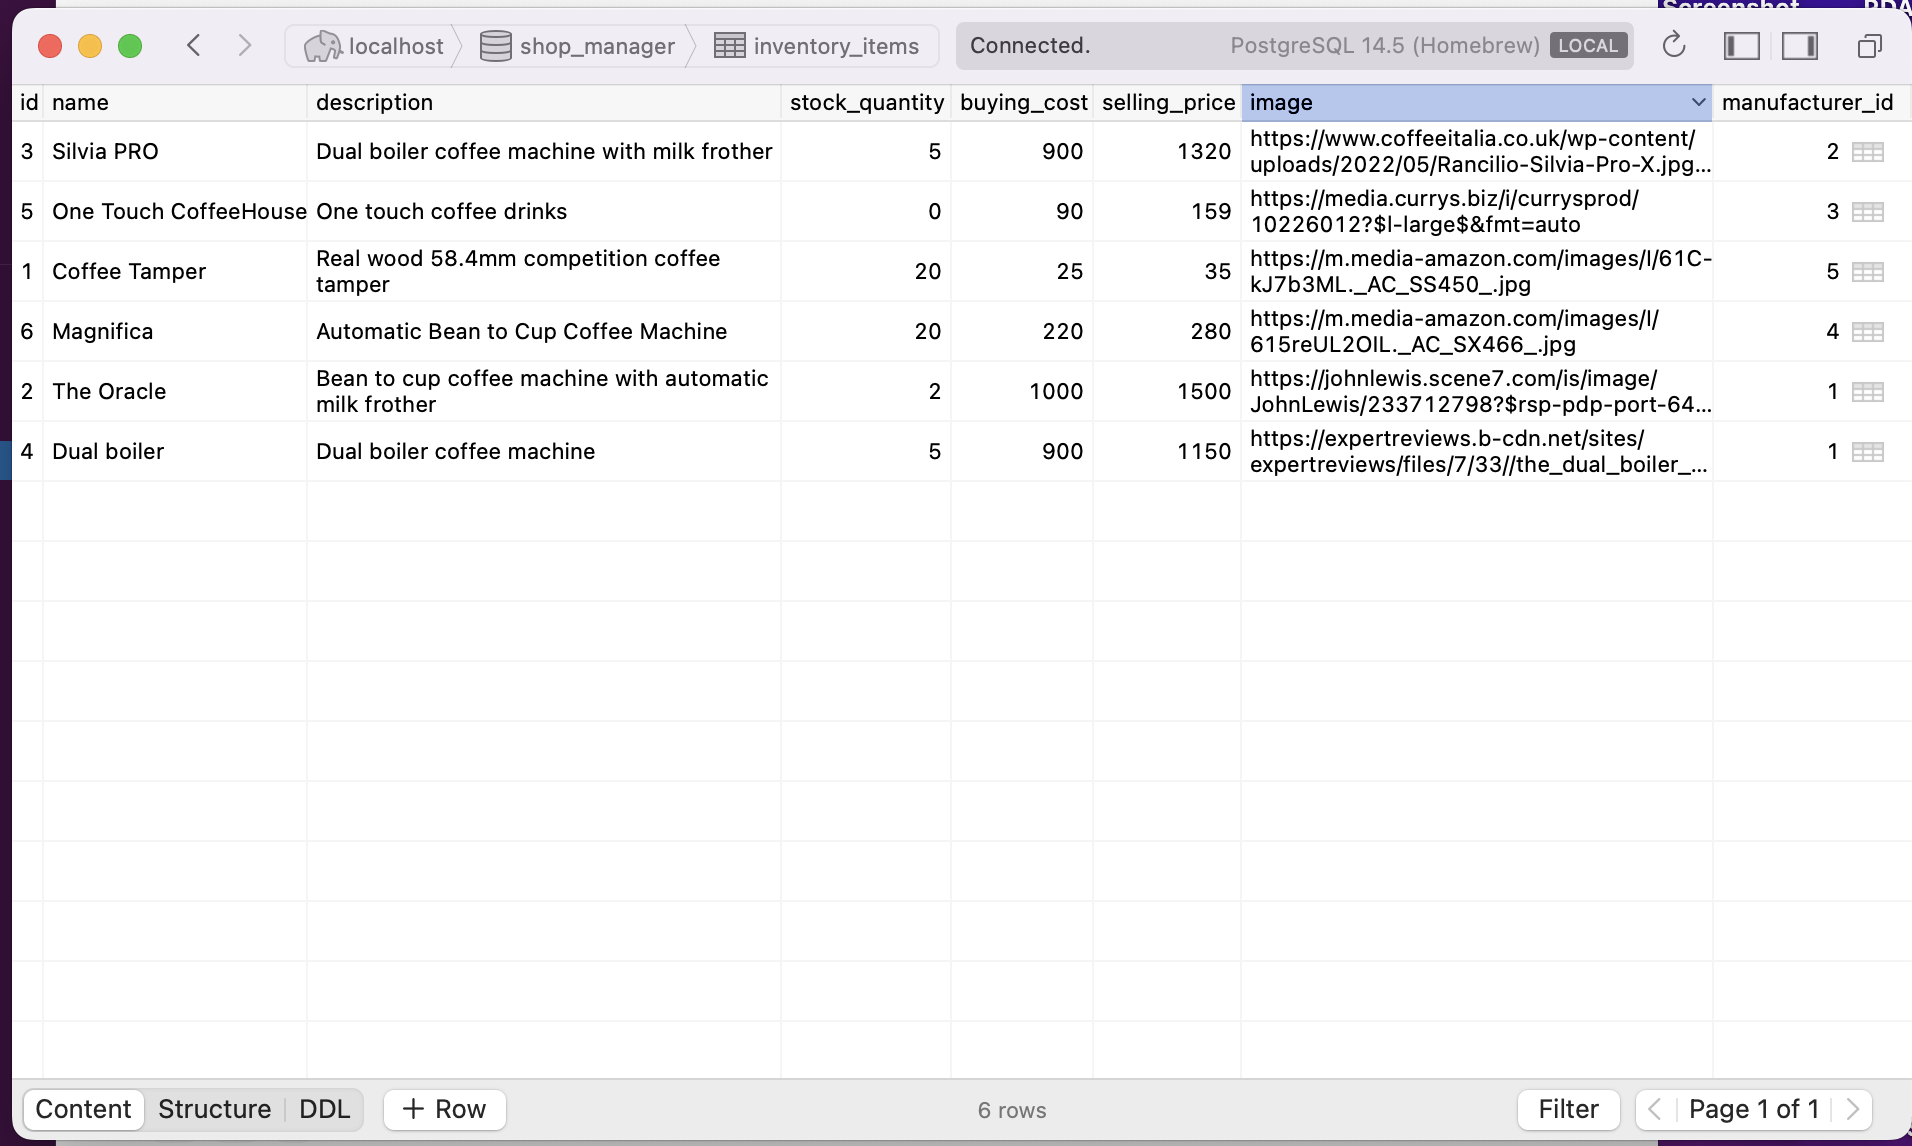 Screenshot
localhost shop_manager inventory_items Connected. PostgreSQL 14.5 (Homebrew) LOCAL
id name description stock_quantity buying_cost selling_price image manufacturer_id
3 Silvia PRO Dual boiler coffee machine with milk frother 5 900 1320 https://www.coffeeitalia.co.uk/wp-content/
uploads/2022/05/Rancilio-Silvia-Pro-X.jpg... 2
5 One Touch CoffeeHouse One touch coffee drinks 0 90 159 https://media.currys.biz/i/currysprod/
10226012?$l-large$&fmt=auto 3
1 Coffee Tamper Real wood 58.4mm competition coffee
tamper 20 25 35 https://m.media-amazon.com/images/I/61C-
kJ7b3ML._AC_SS450_.jpg 5
6 Magnifica Automatic Bean to Cup Coffee Machine 20 220 280 https://m.media-amazon.com/images/I/
615reUL2OIL._AC_SX466_.jpg 4
2 The Oracle Bean to cup coffee machine with automatic
milk frother 2 1000 1500 https://johnlewis.scene7.com/is/image/
JohnLewis/233712798?$rsp-pdp-port-64... 1
4 Dual boiler Dual boiler coffee machine 5 900 1150 https://expertreviews.b-cdn.net/sites/
expertreviews/files/7/33//the_dual_boiler_... 1
Content Structure DDL + Row 6 rows Filter Page 1 of 1